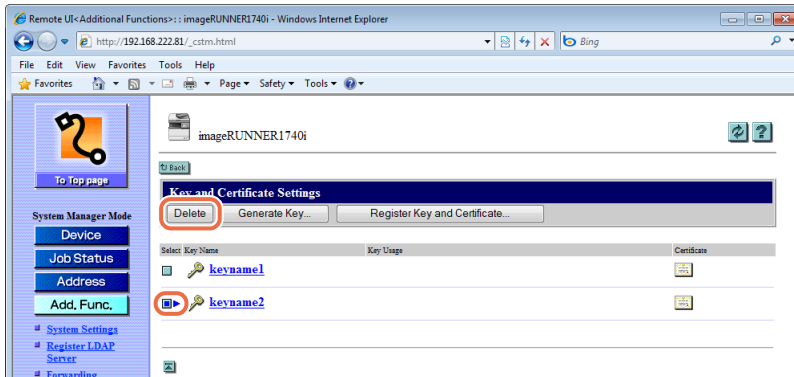 Remote UI<Additional Functions>: : imageRUNNER1740i - Windows Internet Explorer
http://192.168.222.81/_cstm.html
Bing
File Edit View Favorites Tools Help
Favorites Page Safety Tools
imageRUNNER1740i
To Top page
Back
Key and Certificate Settings
Delete Generate Key... Register Key and Certificate...
System Manager Mode
Device
Job Status
Address
Add. Func.
System Settings
Register LDAP
Server
Forwarding
Select Key Name Key Usage Certificate
keyname1
keyname2